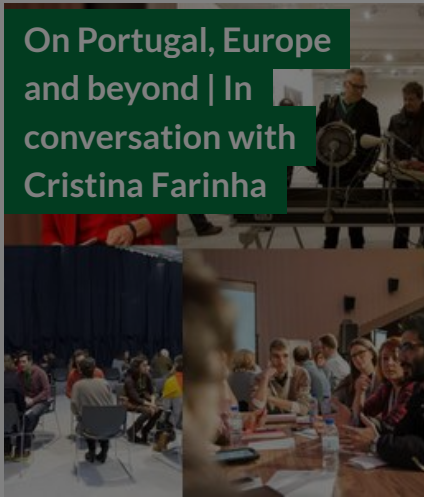 On Portugal, Europe
and beyond | In
conversation with
Cristina Farinha